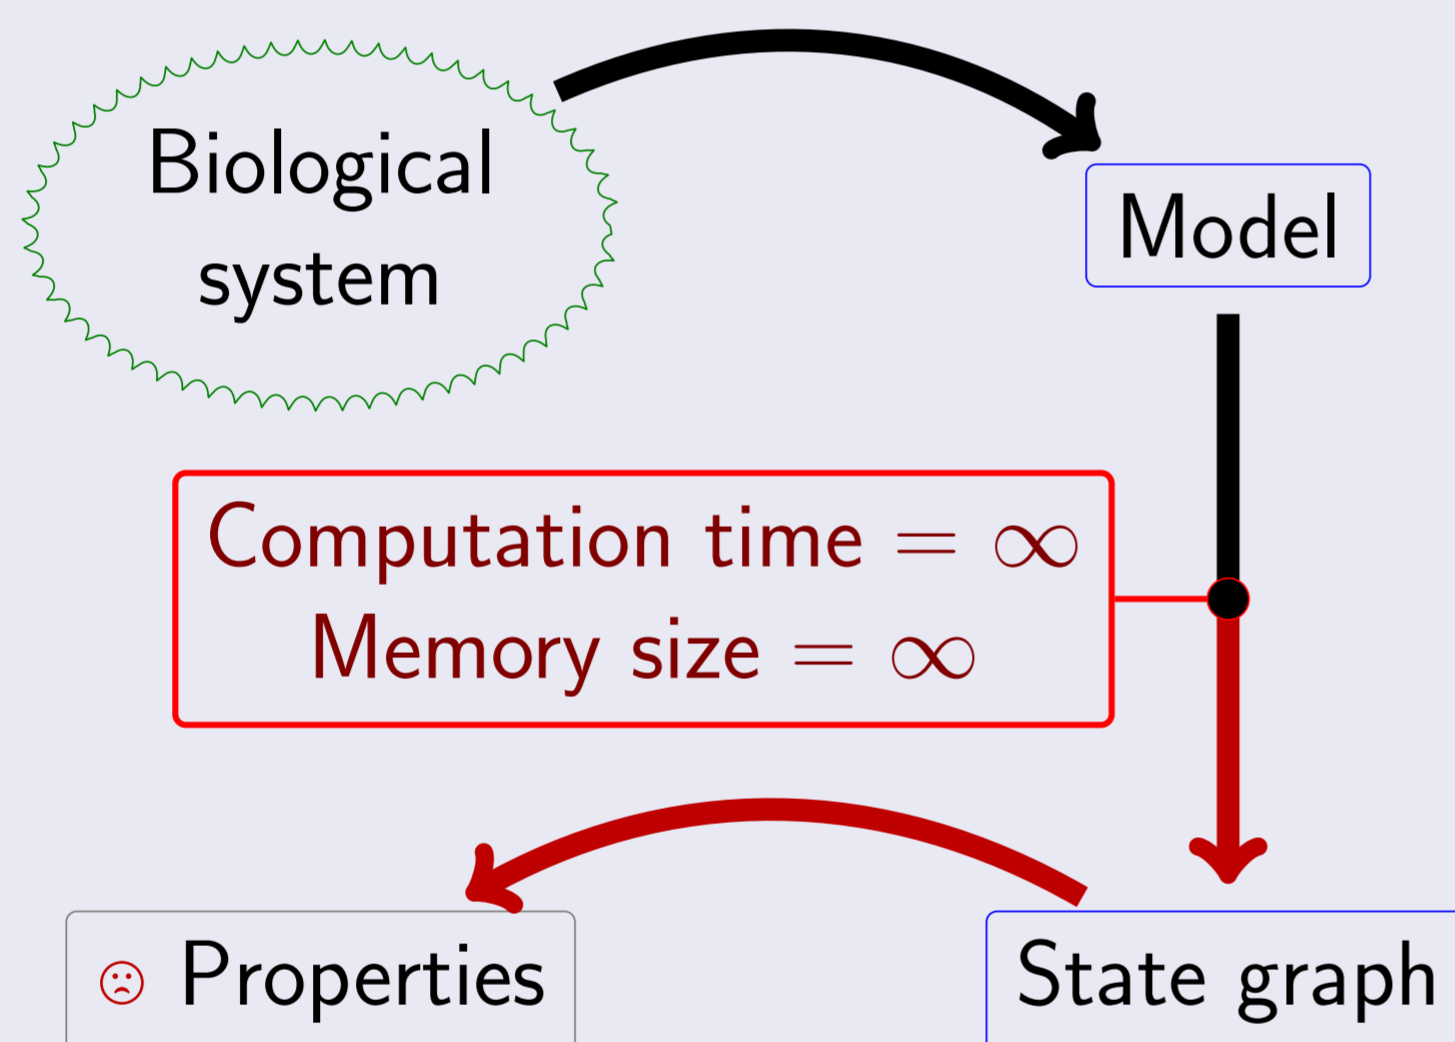 Biological
system
Model
Computation time = ∞
Memory size = ∞
Properties
State graph